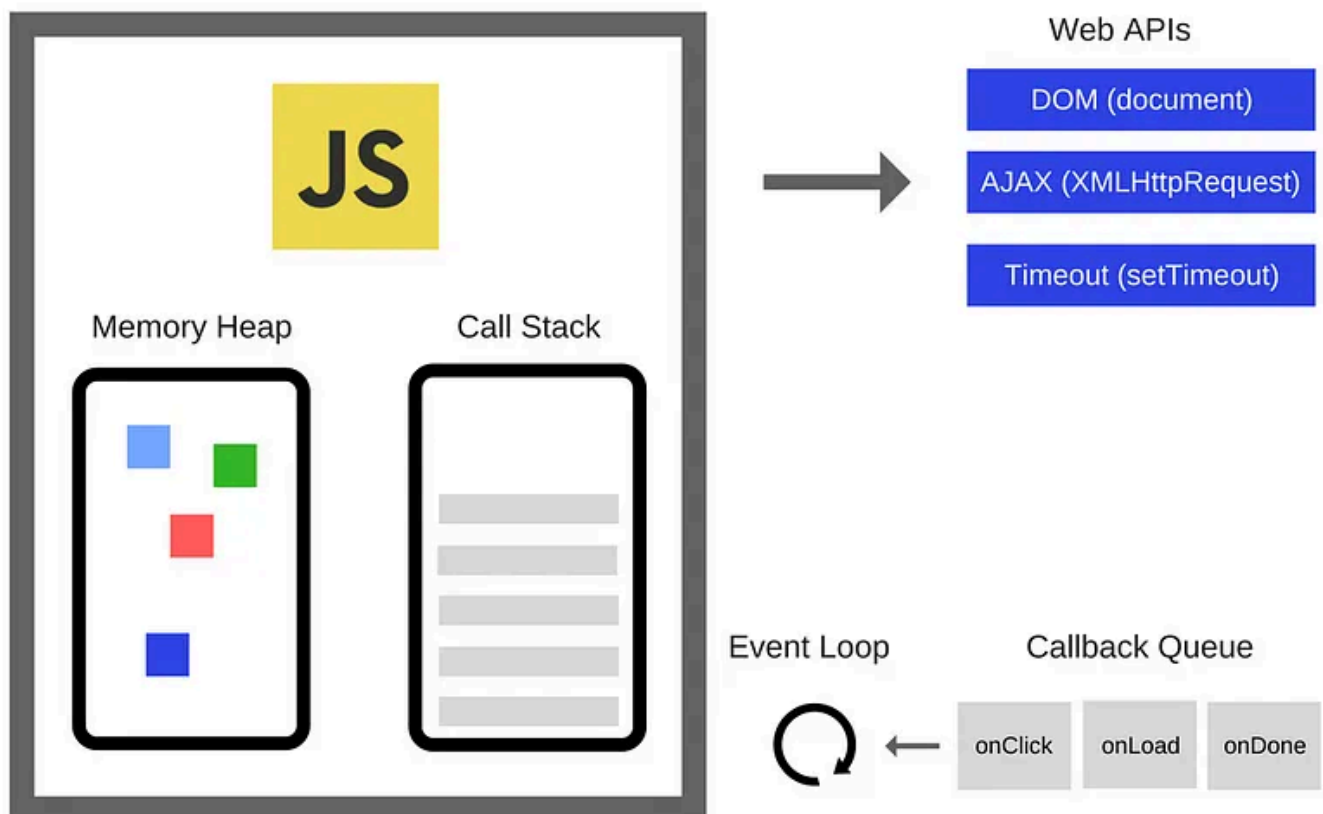 Web APIs
DOM (document)
JS
AJAX (XMLHttpRequest)
Timeout (setTimeout)
Memory Heap
Call Stack
Event Loop
Callback Queue
onClick
onLoad
onDone